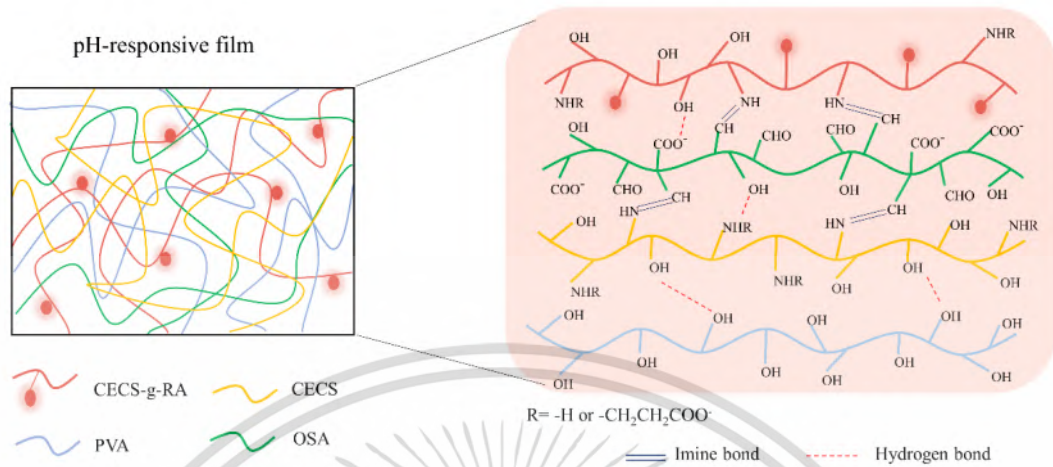 pH-responsive film
CECS-g-RA
CECS
PVA
OSA
OH
OH
OH
NHR
NHR
OH
NH
HN
CH
CH
OH
COO⁻
CHO
CHO
COO⁻
COO⁻
COO⁻
CHO
OH
OH
CHO
OH
HN
CH
HN
CH
OH
NHR
OH
NHR
NHR
OH
NHR
OH
OH
OH
OH
OH
OH
OH
OH
OH
OH
OH
OH
OH
R= -H or -CH₂CH₂COO⁻
Imine bond
Hydrogen bond